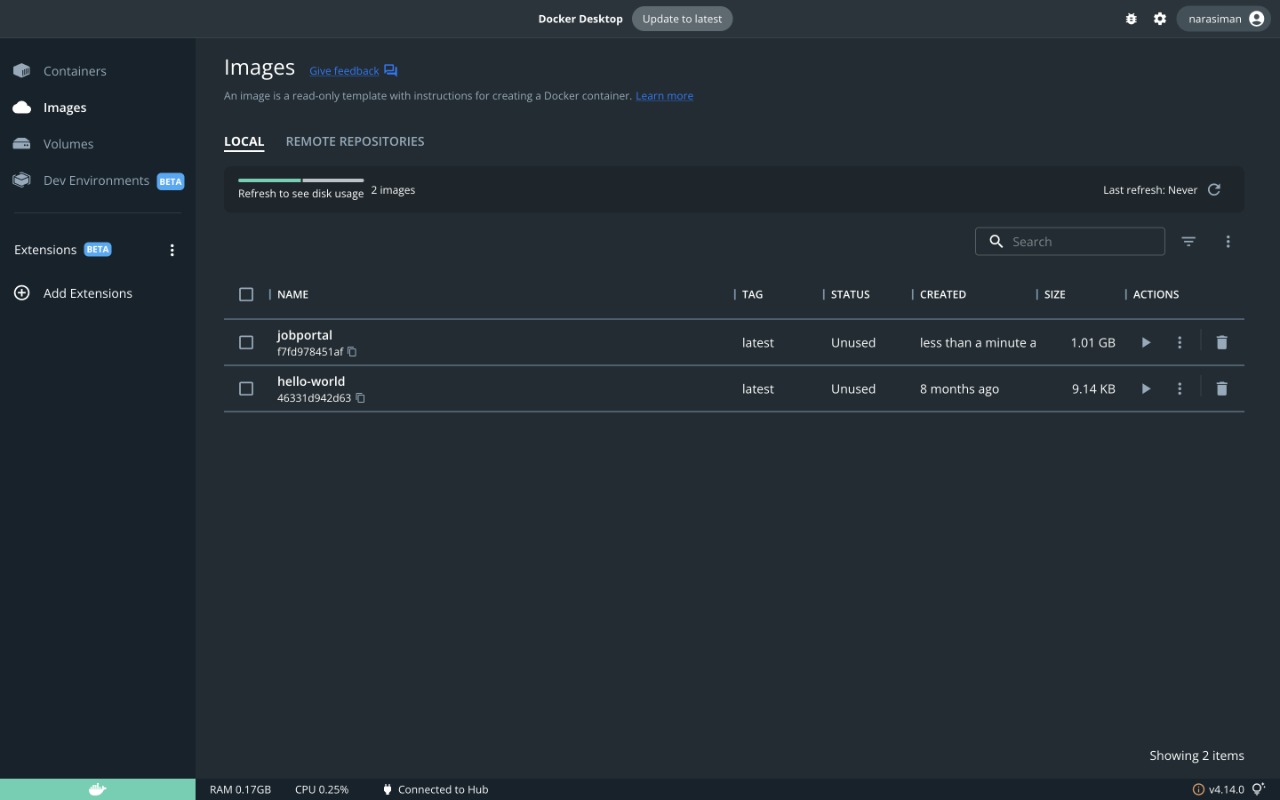 Docker Desktop Update to latest
narasiman
Containers
Images
Volumes
Dev Environments BETA
Extensions BETA
Add Extensions
Images Give feedback
An image is a read-only template with instructions for creating a Docker container. Learn more
LOCAL REMOTE REPOSITORIES
Refresh to see disk usage 2 images Last refresh: Never
Search
NAME TAG STATUS CREATED SIZE ACTIONS
jobportal
f7fd978451af
latest Unused less than a minute a 1.01 GB
hello-world
46331d942d63
latest Unused 8 months ago 9.14 KB
Showing 2 items
RAM 0.17GB CPU 0.25% Connected to Hub v4.14.0